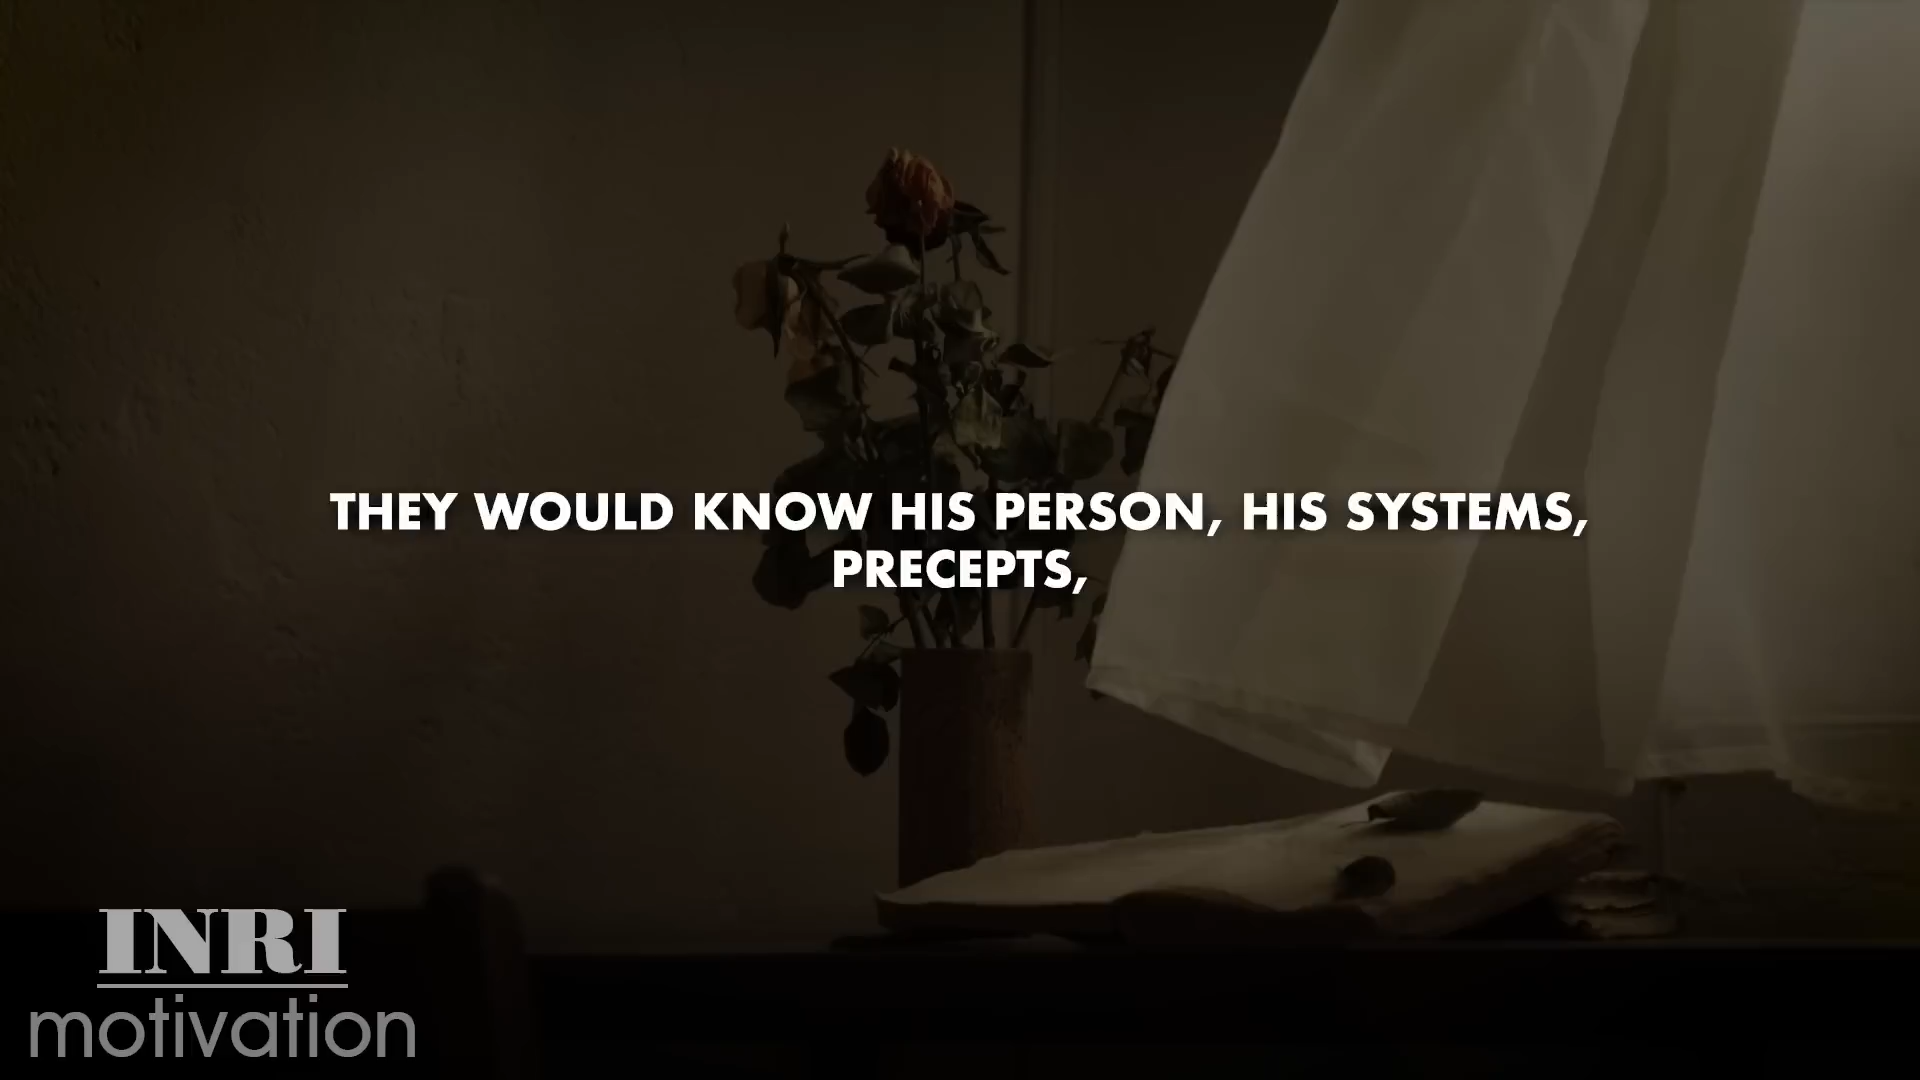 THEY WOULD KNOW HIS PERSON, HIS SYSTEMS,
PRECEPTS,
INRI
motivation